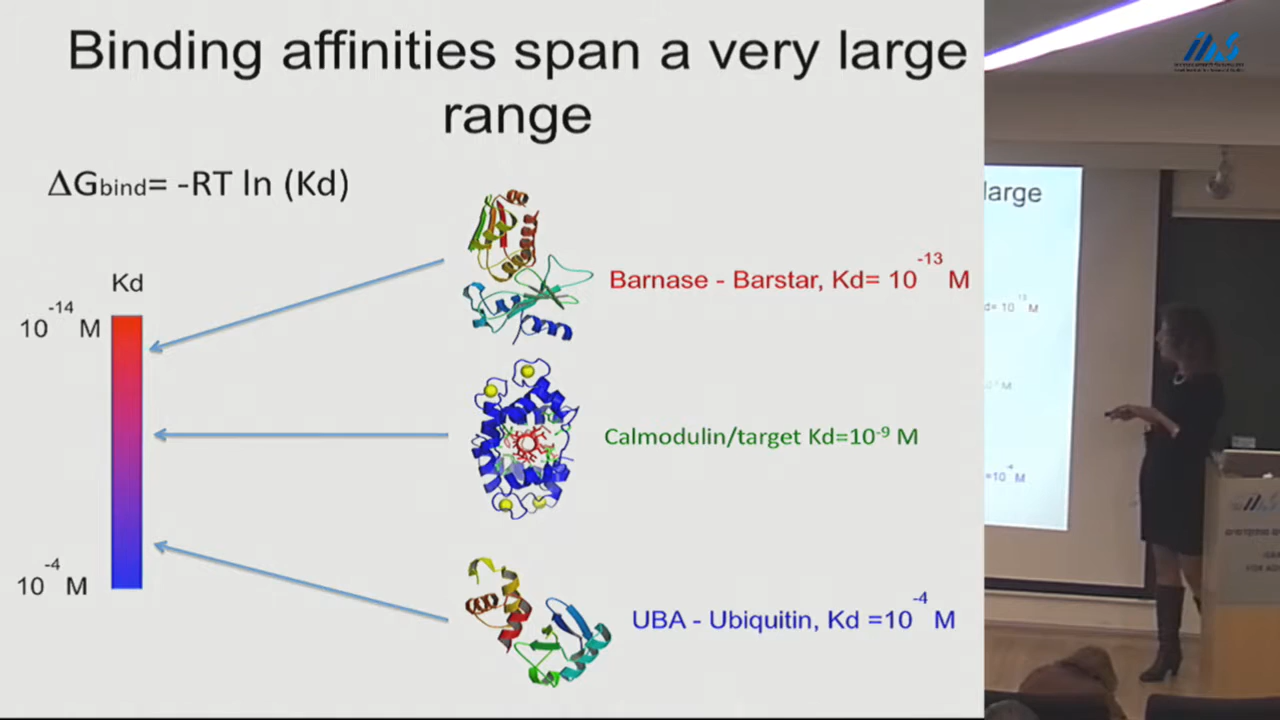 Binding affinities span a very large
range
ΔGbind= -RT ln (Kd)
Kd
10⁻¹⁴ M
10⁻⁴ M
Barnase - Barstar, Kd= 10⁻¹³ M
Calmodulin/target Kd=10⁻⁹ M
UBA - Ubiquitin, Kd =10⁻⁴ M
large